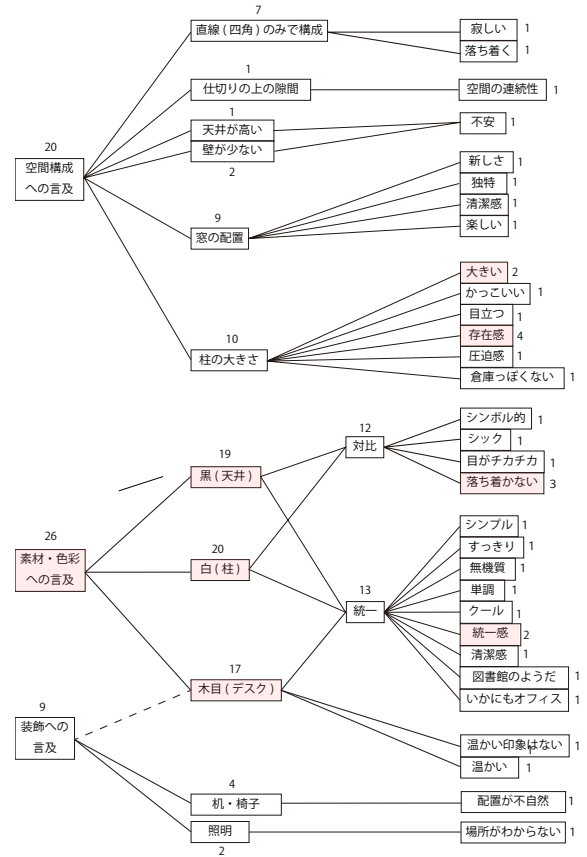 7
直線(四角)のみで構成
寂しい 1
落ち着く 1
1
仕切りの上の隙間
空間の連続性 1
1
天井が高い
壁が少ない
2
不安 1
20
空間構成
への言及
新しさ 1
独特 1
清潔感 1
楽しい 1
9
窓の配置
大きい 2
かっこいい 1
目立つ 1
存在感 4
圧迫感 1
倉庫っぽくない 1
10
柱の大きさ
12
対比
シンボル的 1
シック 1
目がチカチカ 1
落ち着かない 3
19
黒(天井)
26
素材・色彩
への言及
20
白(柱)
13
統一
シンプル 1
すっきり 1
無機質 1
単調 1
クール 1
統一感 2
清潔感 1
図書館のようだ 1
いかにもオフィス 1
17
木目(デスク)
9
装飾への
言及
温かい印象はない 1
1
温かい 1
4
机・椅子
配置が不自然 1
照明
2
場所がわからない 1